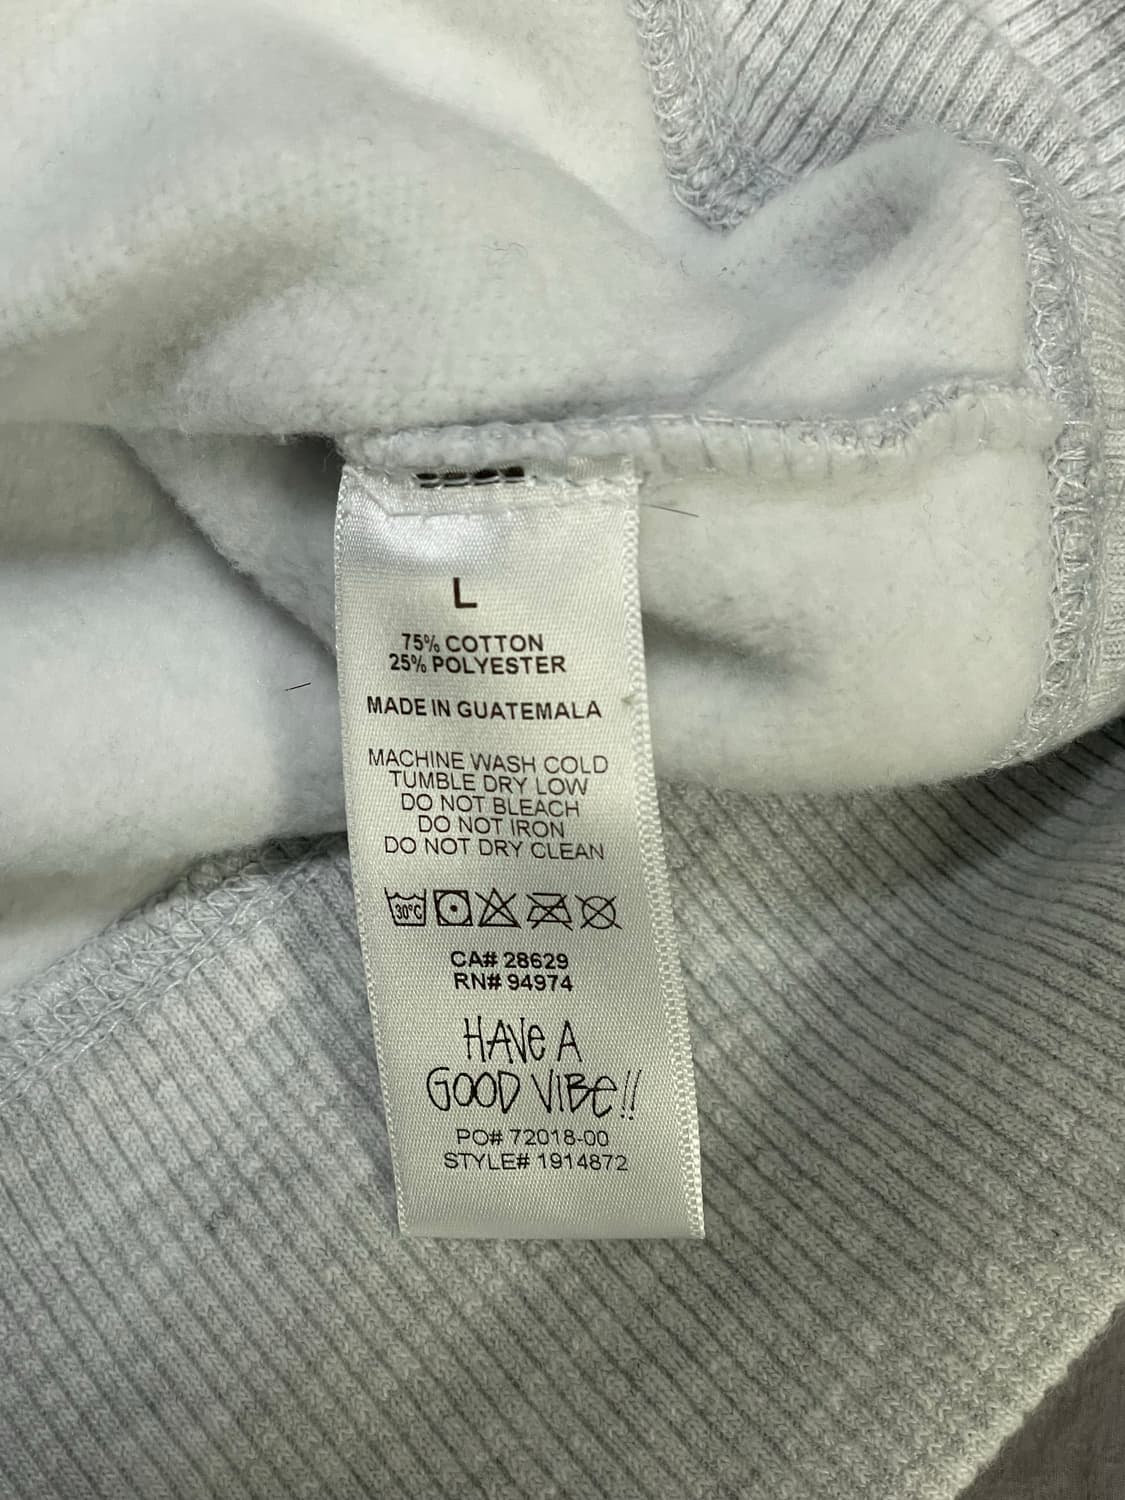 L
75% COTTON
25% POLYESTER
MADE IN GUATEMALA
MACHINE WASH COLD
TUMBLE DRY LOW
DO NOT BLEACH
DO NOT IRON
DO NOT DRY CLEAN
30°C
CA# 28629
RN# 94974
HAVe A
GOOD VIBe!!
PO# 72018-00
STYLE# 1914872